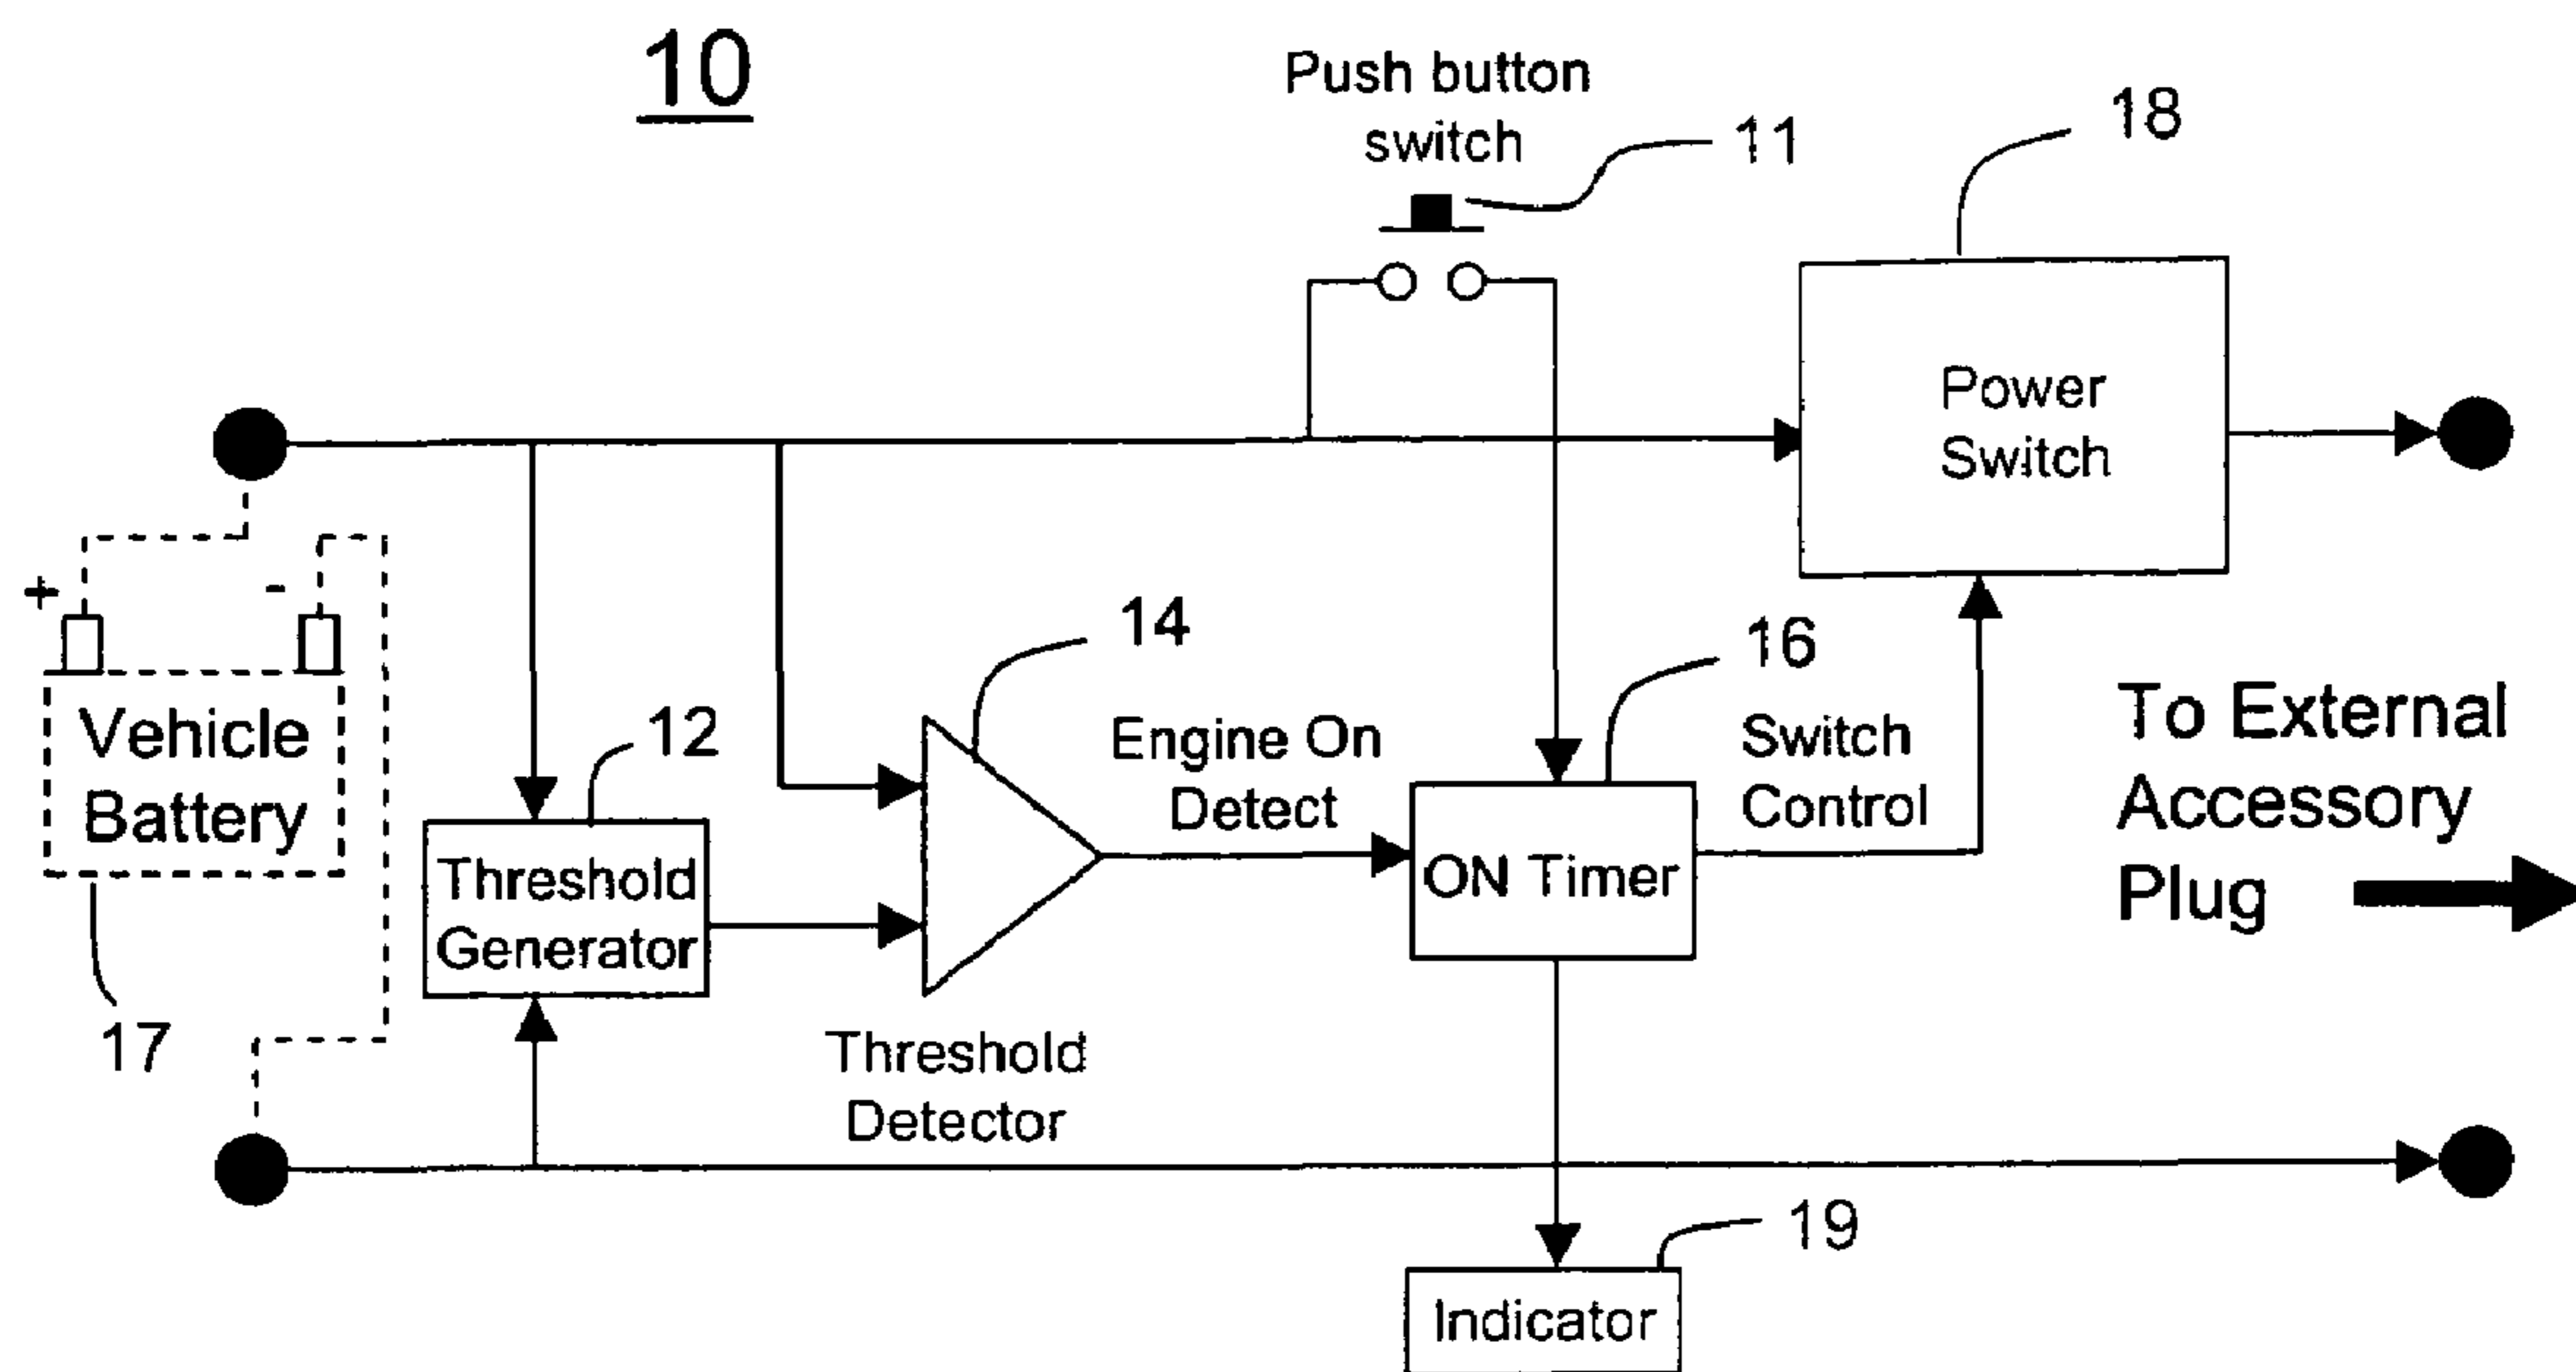 10
Push button
switch
11
18
Power
Switch
+
-
Vehicle
Battery
17
12
Threshold
Generator
14
Threshold
Detector
Engine On
Detect
16
ON Timer
Switch
Control
To External
Accessory
Plug
19
Indicator